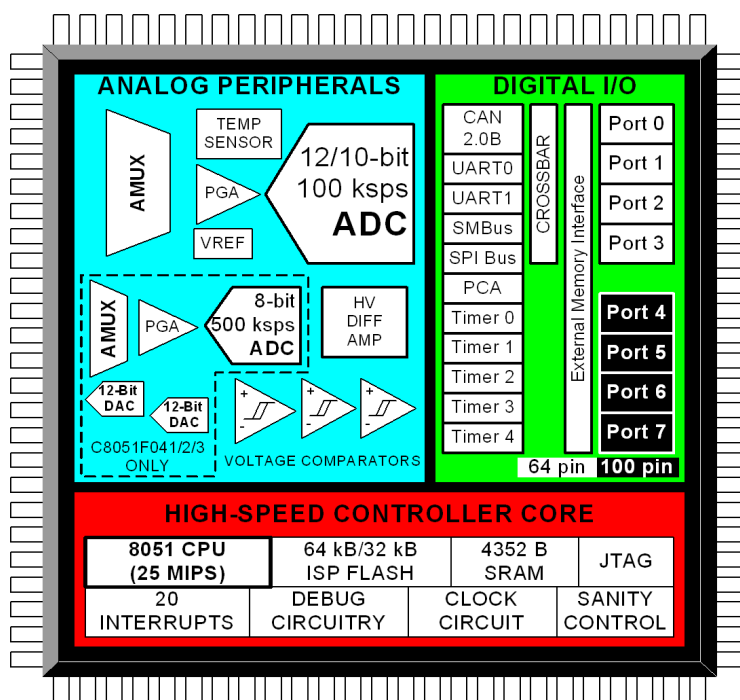 ANALOG PERIPHERALS
AMUX
TEMP
SENSOR
PGA
VREF
12/10-bit
100 ksps
ADC
AMUX
PGA
8-bit
500 ksps
ADC
HV
DIFF
AMP
12-Bit
DAC
12-Bit
DAC
C8051F041/2/3
ONLY
+
-
+
-
+
-
VOLTAGE COMPARATORS
DIGITAL I/O
CAN
2.0B
UART0
UART1
SMBus
SPI Bus
PCA
Timer 0
Timer 1
Timer 2
Timer 3
Timer 4
CROSSBAR
External Memory Interface
Port 0
Port 1
Port 2
Port 3
Port 4
Port 5
Port 6
Port 7
64 pin
100 pin
HIGH-SPEED CONTROLLER CORE
8051 CPU
(25 MIPS)
64 kB/32 kB
ISP FLASH
4352 B
SRAM
JTAG
20
INTERRUPTS
DEBUG
CIRCUITRY
CLOCK
CIRCUIT
SANITY
CONTROL